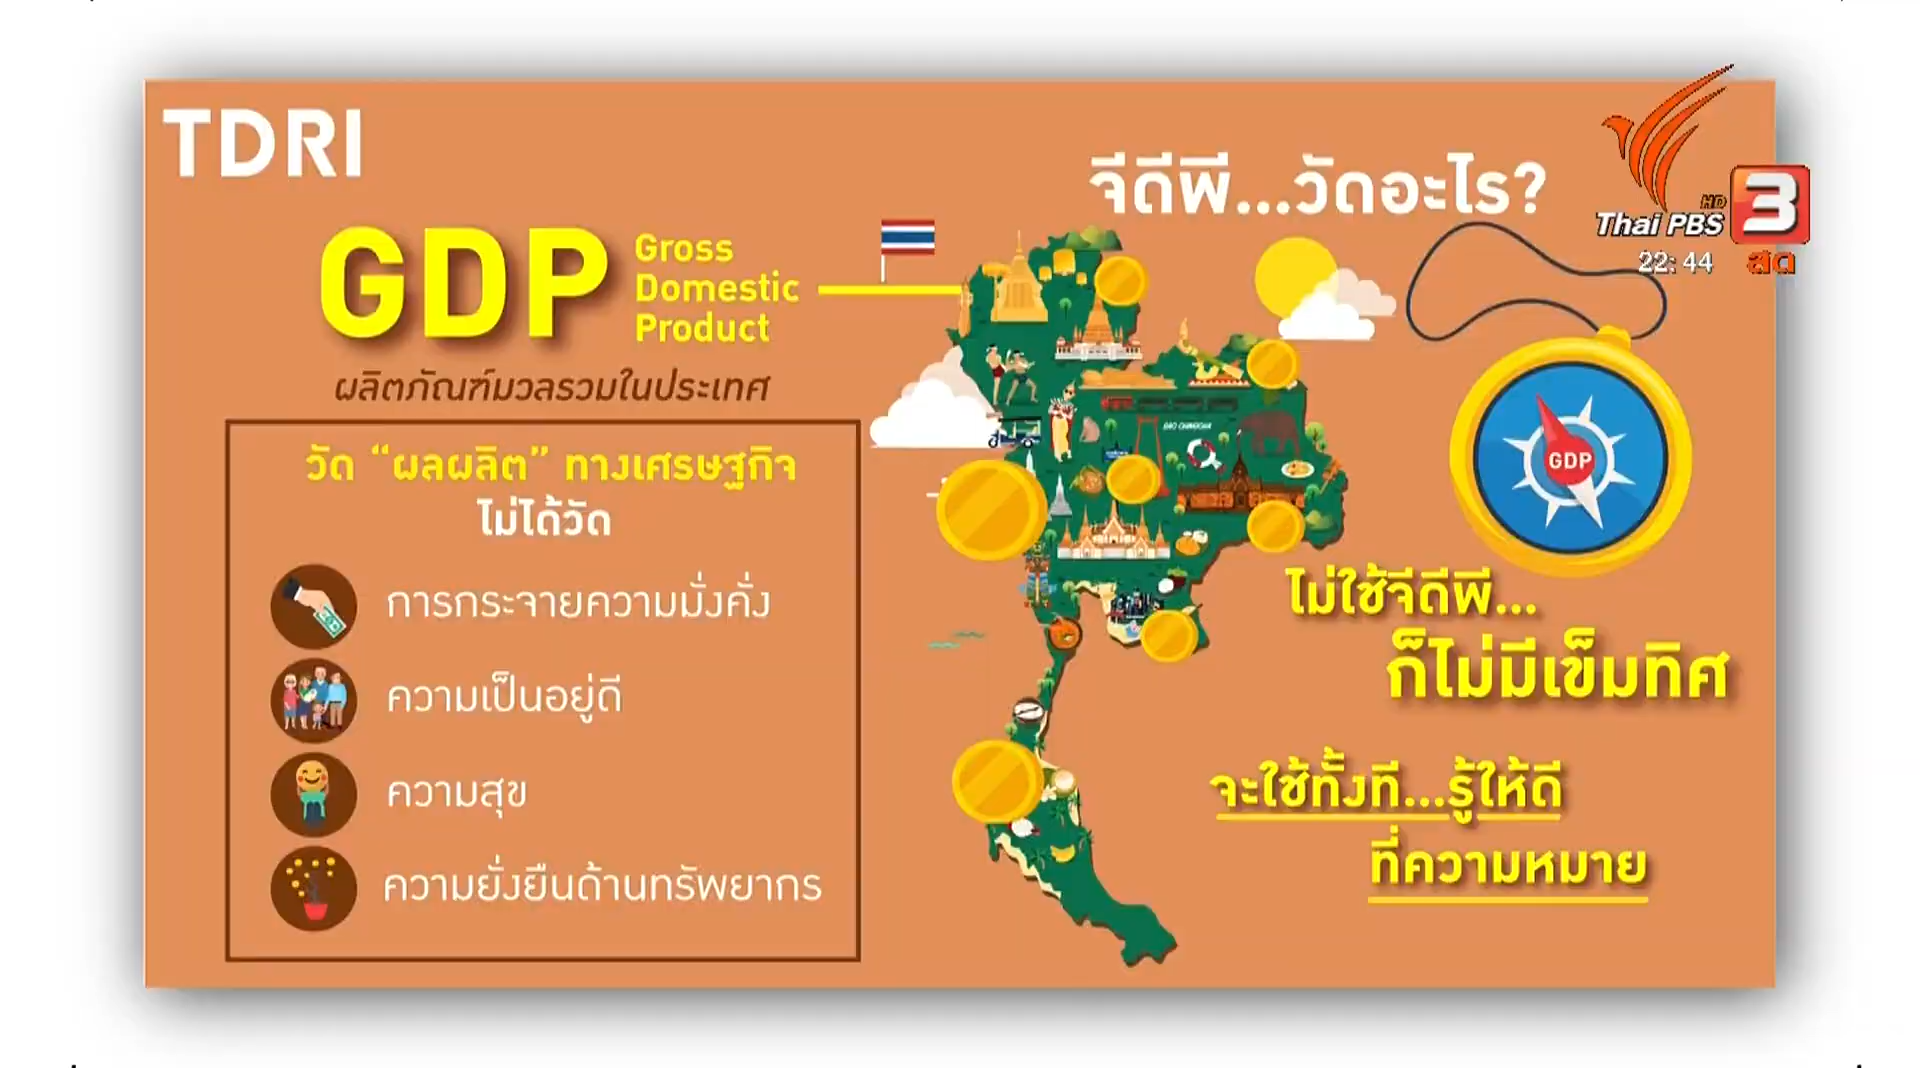 TDRI
จีดีพี...วัดอะไร?
HD
Thai PBS
3
22:44
สด
GDP
Gross
Domestic
Product
ผลิตภัณฑ์มวลรวมในประเทศ
วัด “ผลผลิต” ทางเศรษฐกิจ
ไม่ได้วัด
การกระจายความมั่งคั่ง
ความเป็นอยู่ดี
ความสุข
ความยั่งยืนด้านทรัพยากร
GDP
ไม่ใช้จีดีพี...
ก็ไม่มีเข็มทิศ
จะใช้ทั้งที...รู้ให้ดี
ที่ความหมาย